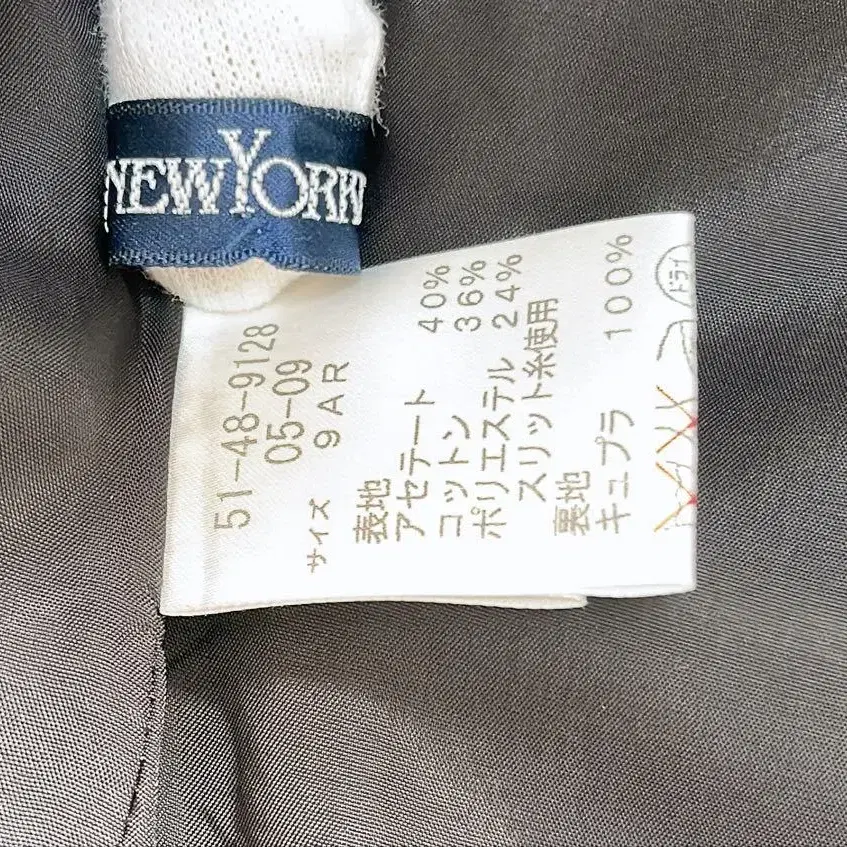 NEWYORK
51-48-9128
05-09
サイズ 9AR
表地
アセテート 40%
コットン 36%
ポリエステル 24%
スリット糸使用
裏地
キュプラ 100%
ドライ